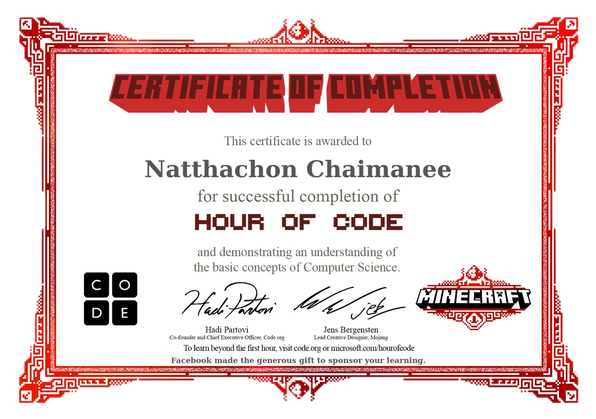 CERTIFICATE OF COMPLETION
This certificate is awarded to
Natthachon Chaimanee
for successful completion of
HOUR OF CODE
and demonstrating an understanding of
the basic concepts of Computer Science.
CO
DE
Hadi Partovi
jeb
MINECRAFT
Hadi Partovi
Co-founder and Chief Executive Officer, Code.org
Jens Bergensten
Lead Creative Designer, Mojang
To learn beyond the first hour, visit code.org or microsoft.com/hourofcode
Facebook made the generous gift to sponsor your learning.